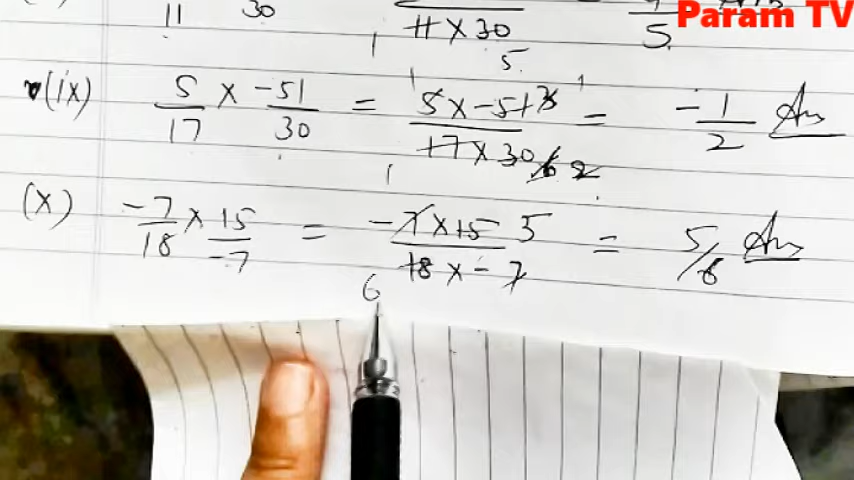 Param TV
11 30 11 X 30 5
5
(ix) 5/17 x -51/30 = 5 x -51 3 / 17 x 30 6 2 = -1/2 Ans
(x) -7/18 x 15/-7 = -7 x 15 5 / 18 x -7 = 5/6 Ans
6